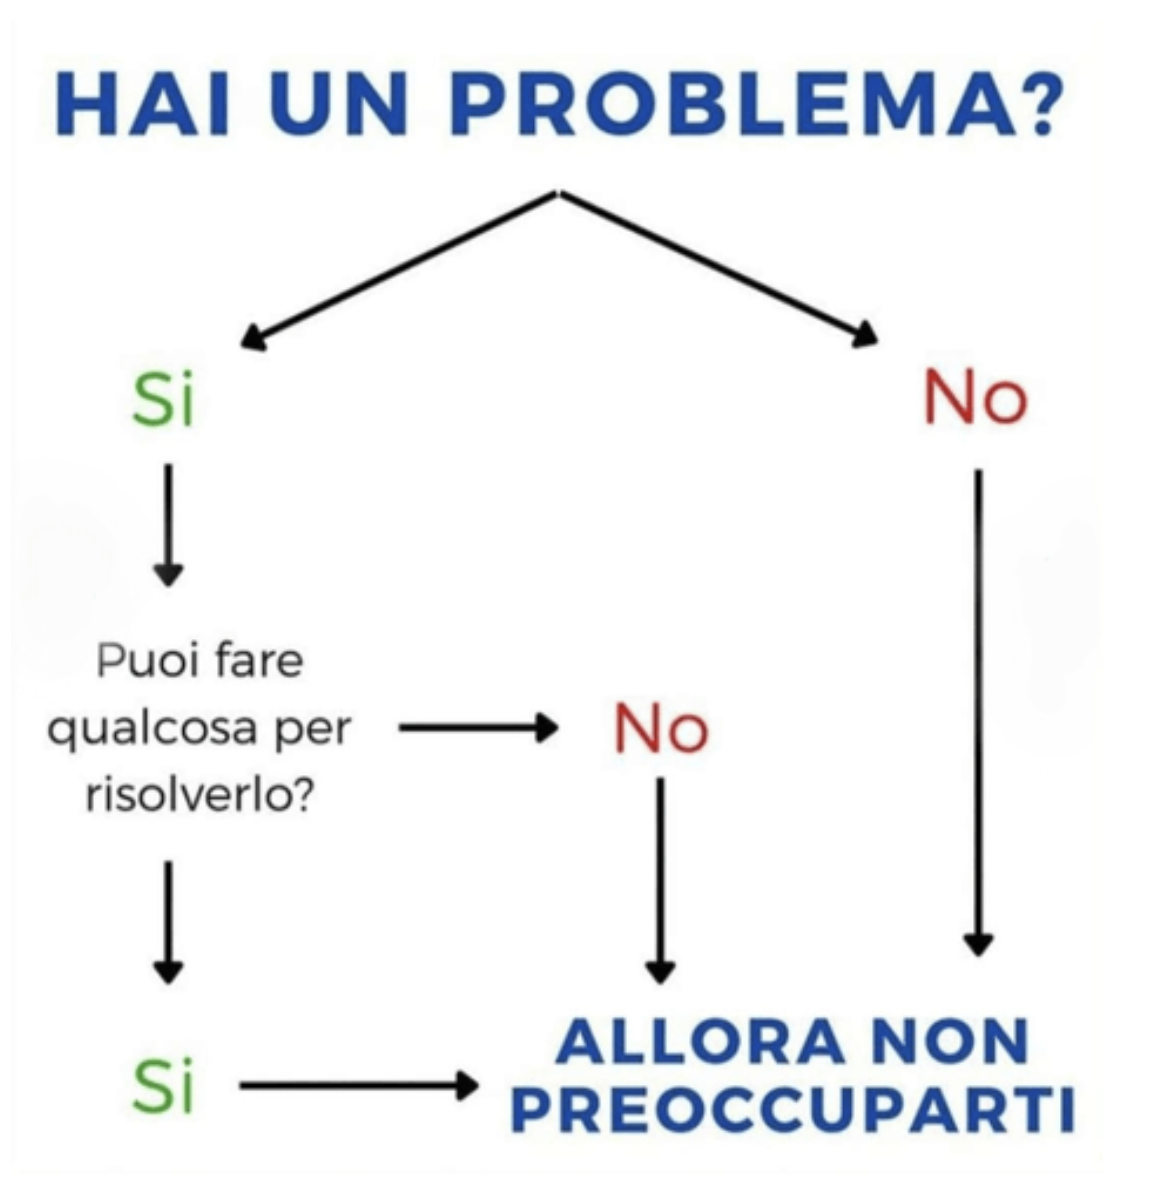 HAI UN PROBLEMA?
Si
No
Puoi fare
qualcosa per
risolverlo?
No
Si
ALLORA NON
PREOCCUPARTI